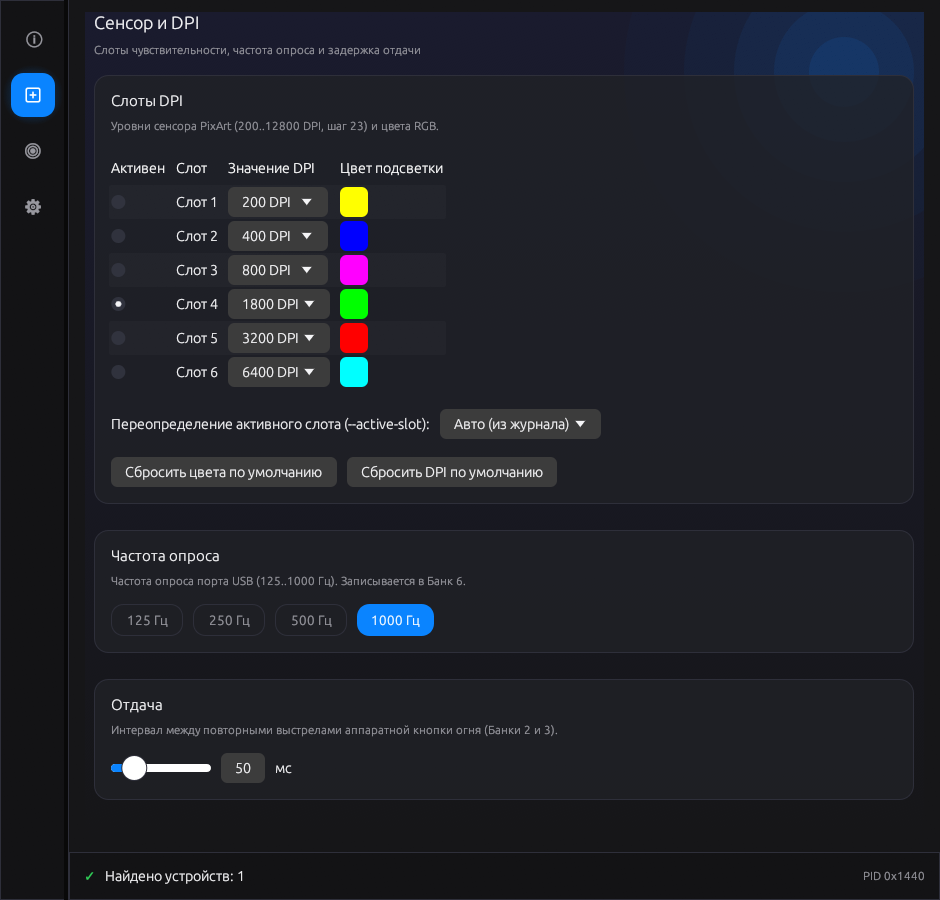 Сенсор и DPI
Слоты чувствительности, частота опроса и задержка отдачи
Слоты DPI
Уровни сенсора PixArt (200..12800 DPI, шаг 23) и цвета RGB.
Активен Слот Значение DPI Цвет подсветки
Слот 1 200 DPI
Слот 2 400 DPI
Слот 3 800 DPI
Слот 4 1800 DPI
Слот 5 3200 DPI
Слот 6 6400 DPI
Переопределение активного слота (--active-slot): Авто (из журнала)
Сбросить цвета по умолчанию Сбросить DPI по умолчанию
Частота опроса
Частота опроса порта USB (125..1000 Гц). Записывается в Банк 6.
125 Гц 250 Гц 500 Гц 1000 Гц
Отдача
Интервал между повторными выстрелами аппаратной кнопки огня (Банки 2 и 3).
50 мс
✓ Найдено устройств: 1 PID 0x1440